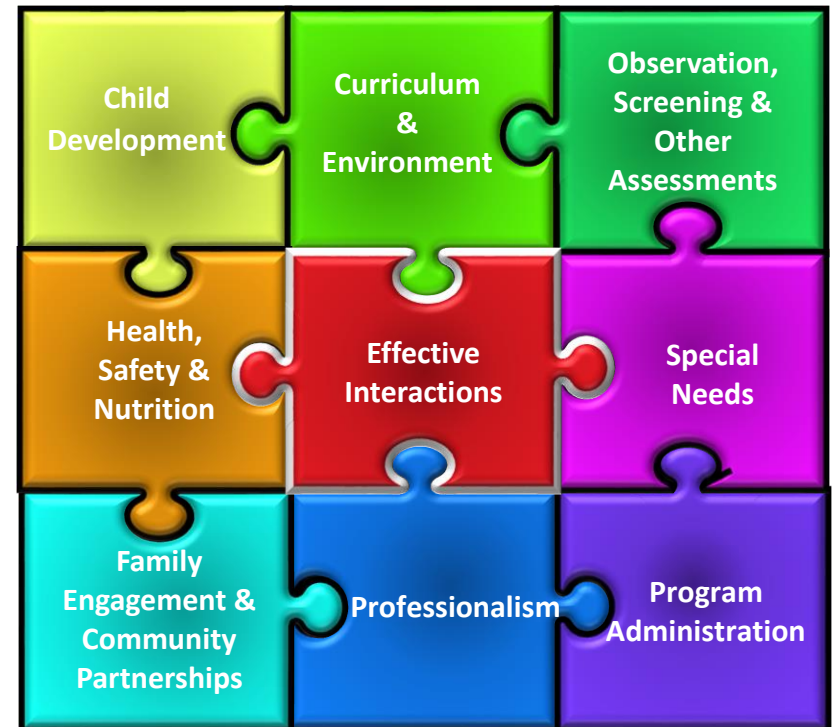 Child
Development
Curriculum
&
Environment
Observation,
Screening &
Other
Assessments
Health,
Safety &
Nutrition
Effective
Interactions
Special
Needs
Family
Engagement &
Community
Partnerships
Professionalism
Program
Administration